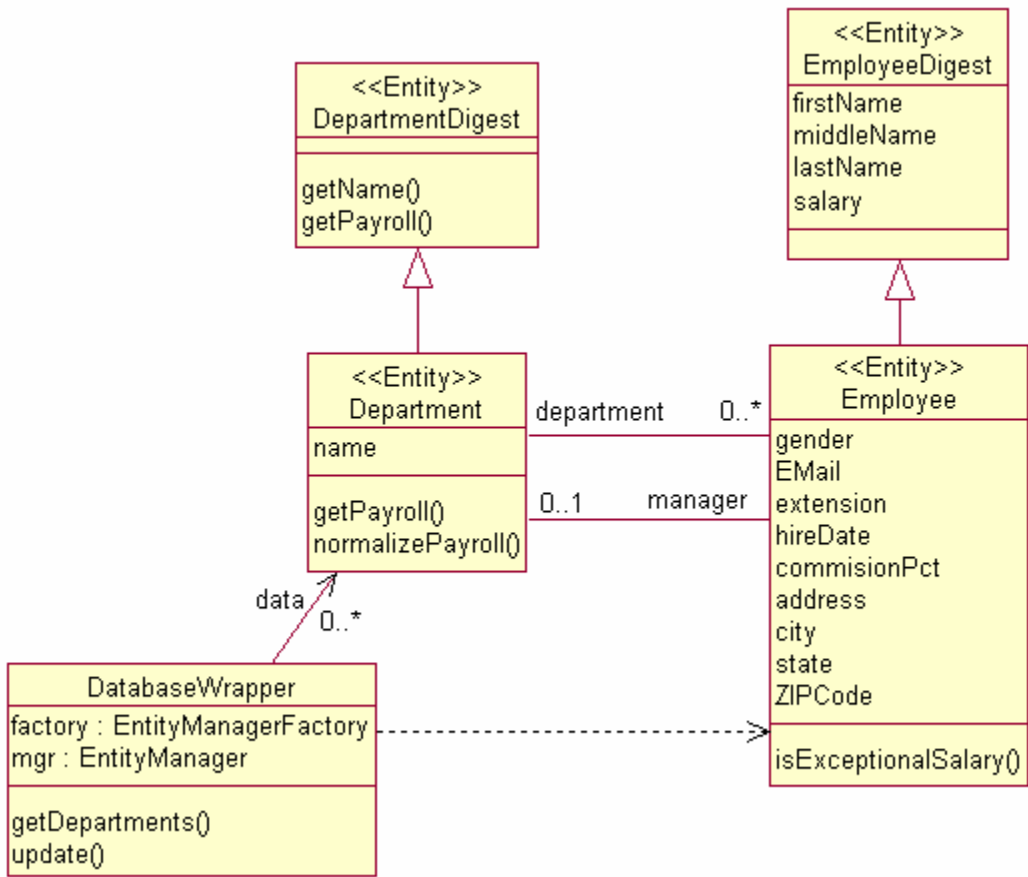 <<Entity>>
EmployeeDigest
firstName
middleName
lastName
salary
<<Entity>>
DepartmentDigest
getName()
getPayroll()
<<Entity>>
Department
name
getPayroll()
normalizePayroll()
department
0..*
0..1
manager
<<Entity>>
Employee
gender
EMail
extension
hireDate
commisionPct
address
city
state
ZIPCode
isExceptionalSalary()
data
0..*
DatabaseWrapper
factory : EntityManagerFactory
mgr : EntityManager
getDepartments()
update()